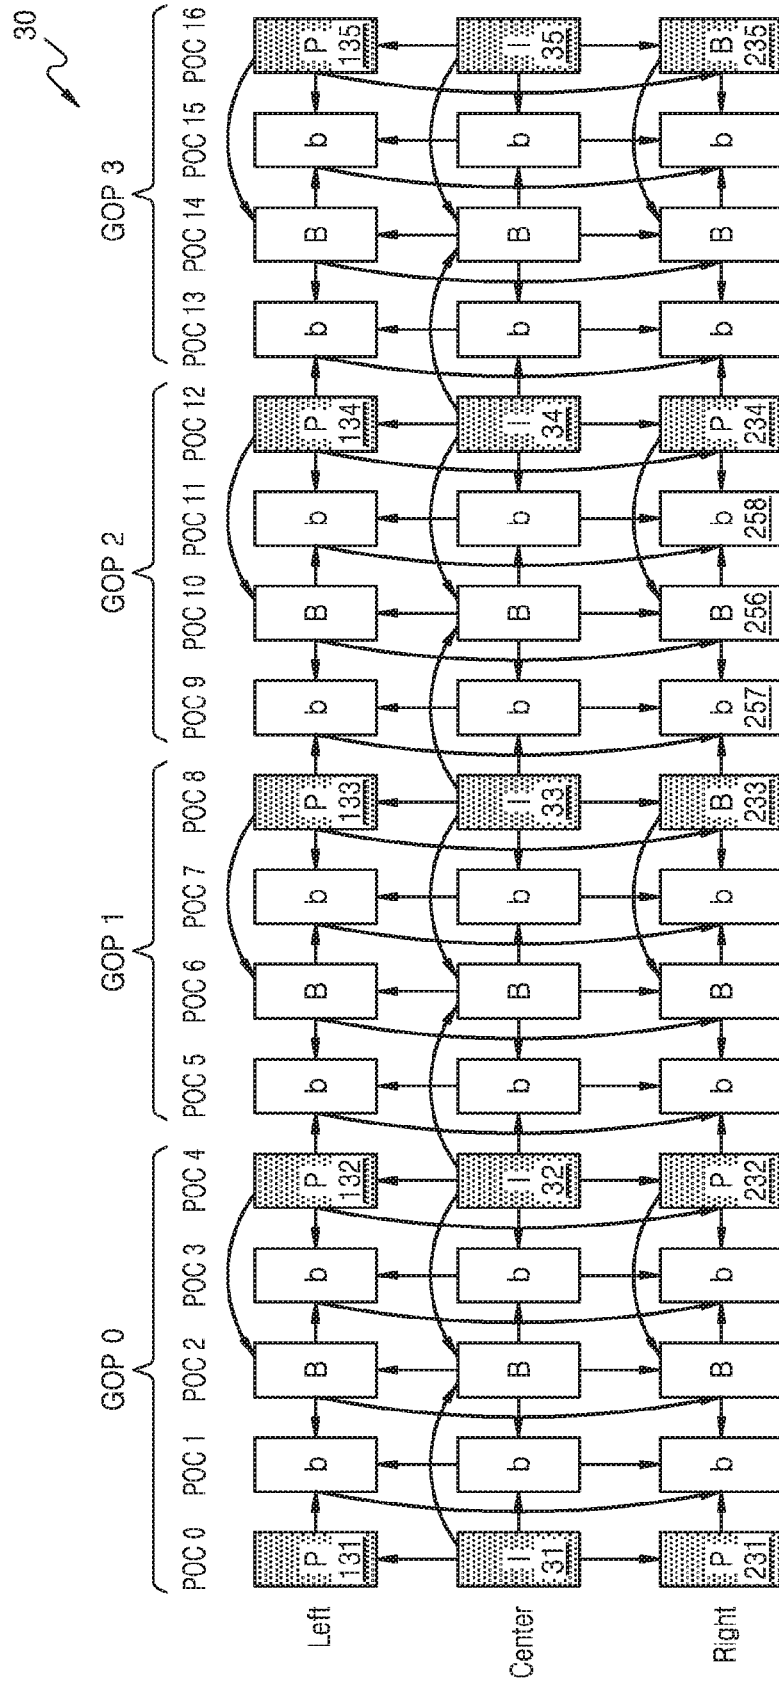 30
GOP 0 GOP 1 GOP 2 GOP 3
POC 0 POC 1 POC 2 POC 3 POC 4 POC 5 POC 6 POC 7 POC 8 POC 9 POC 10 POC 11 POC 12 POC 13 POC 14 POC 15 POC 16
Left P b B b P b B b P b B b P b B b P
131 132 133 134 135
Center I b B b I b B b I b B b I b B b I
31 32 33 34 35
Right P b B b P b B b B b B b P b B b B
231 232 233 257 256 258 234 235